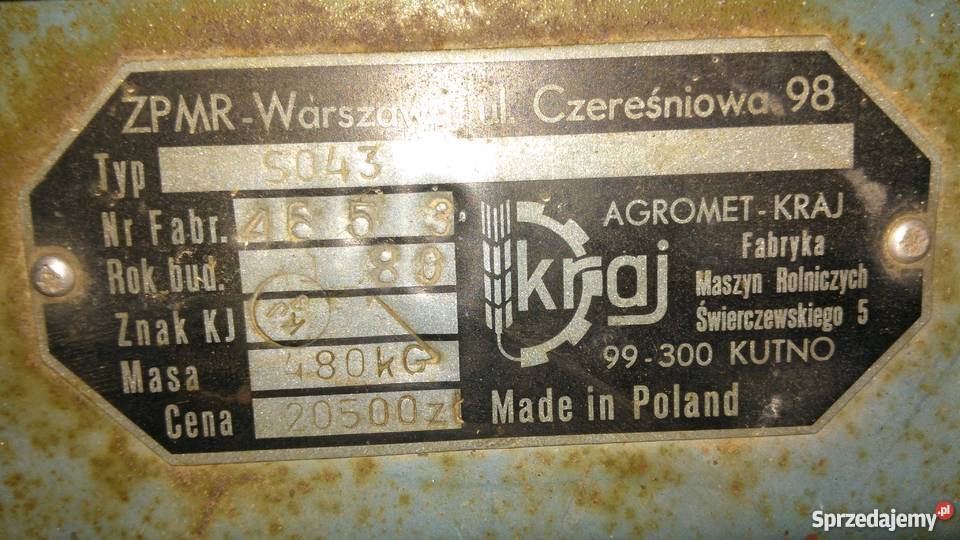 ZPMR-Warszawa ul. Czereśniowa 98
Typ S043
Nr Fabr. 4653
Rok bud. 80
Znak KJ
Masa 480kG
Cena 20500zł
kraj
AGROMET-KRAJ
Fabryka
Maszyn Rolniczych
Świerczewskiego 5
99-300 KUTNO
Made in Poland
Sprzedajemy.pl